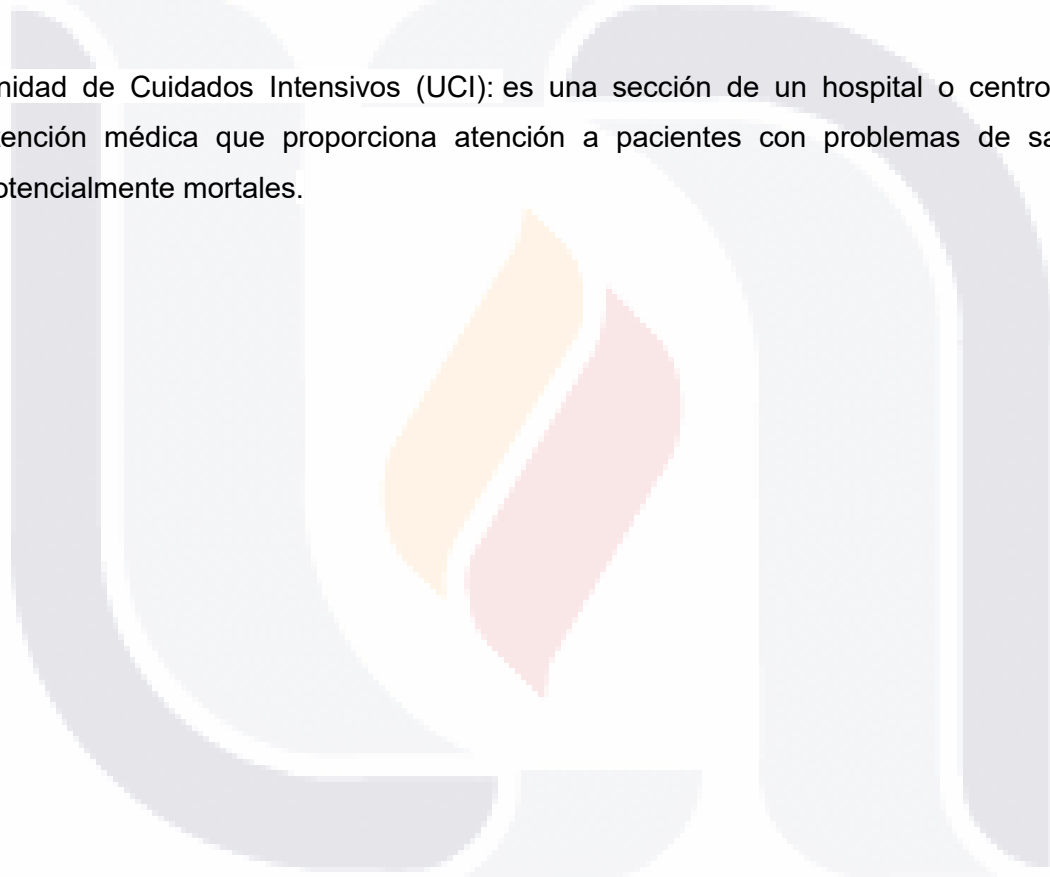 nidad de Cuidados Intensivos (UCI): es una sección de un hospital o centro
tención médica que proporciona atención a pacientes con problemas de sa
otencialmente mortales.